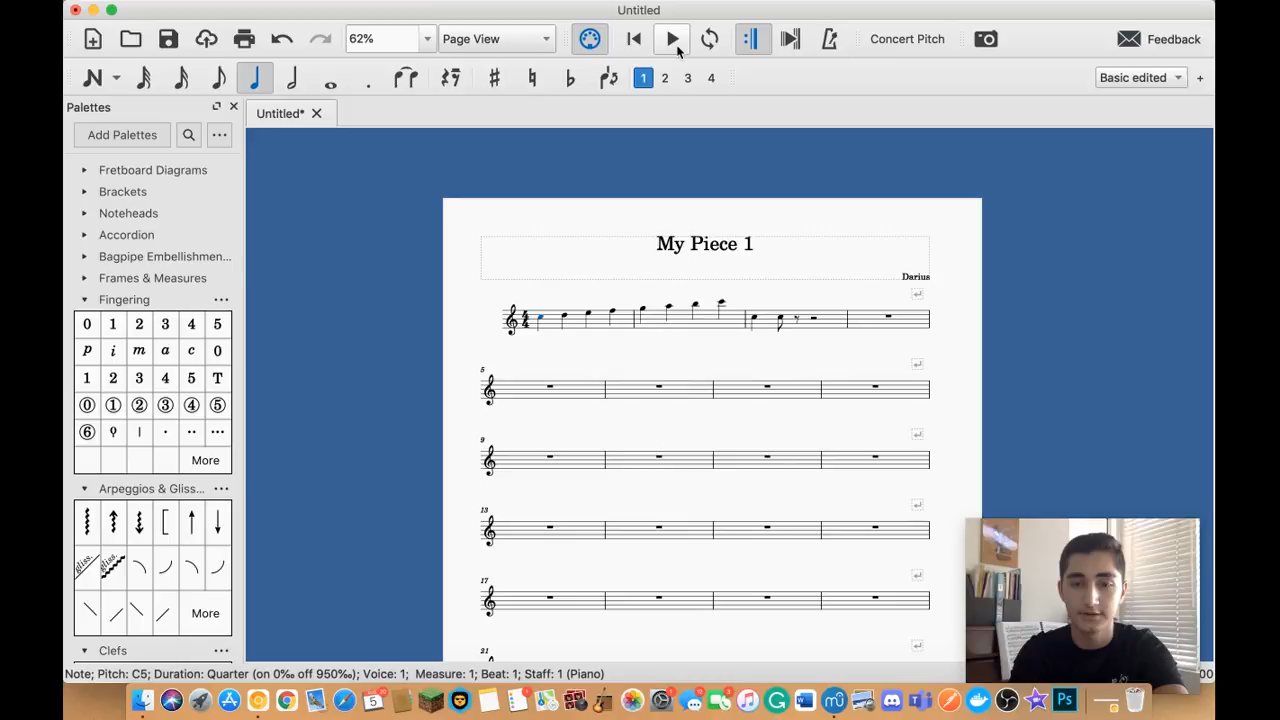 Untitled
62%
Page View
Concert Pitch
Feedback
1 2 3 4
Basic edited
+
Palettes
Untitled*
Add Palettes
Fretboard Diagrams
Brackets
Noteheads
Accordion
Bagpipe Embellishmen...
Frames & Measures
Fingering
0 1 2 3 4 5
p i m a c 0
1 2 3 4 5 T
0 1 2 3 4 5
6
More
Arpeggios & Gliss...
gliss. gliss.
More
Clefs
My Piece 1
Darius
5
9
13
17
21
Note; Pitch: C5; Duration: Quarter (on 0‰ off 950‰); Voice: 1; Measure: 1; Beat: 1; Staff: 1 (Piano)
Ps